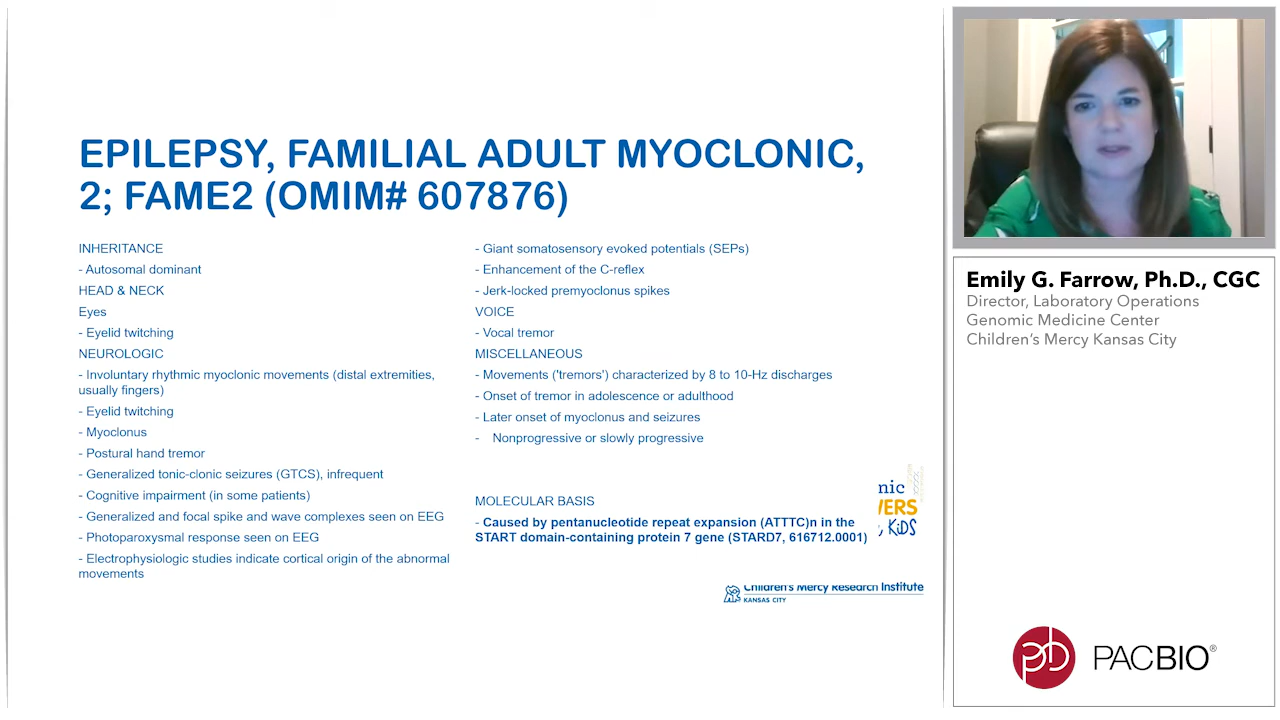 EPILEPSY, FAMILIAL ADULT MYOCLONIC,
2; FAME2 (OMIM# 607876)
INHERITANCE
- Autosomal dominant
HEAD & NECK
Eyes
- Eyelid twitching
NEUROLOGIC
- Involuntary rhythmic myoclonic movements (distal extremities,
usually fingers)
- Eyelid twitching
- Myoclonus
- Postural hand tremor
- Generalized tonic-clonic seizures (GTCS), infrequent
- Cognitive impairment (in some patients)
- Generalized and focal spike and wave complexes seen on EEG
- Photoparoxysmal response seen on EEG
- Electrophysiologic studies indicate cortical origin of the abnormal
movements
- Giant somatosensory evoked potentials (SEPs)
- Enhancement of the C-reflex
- Jerk-locked premyoclonus spikes
VOICE
- Vocal tremor
MISCELLANEOUS
- Movements ('tremors') characterized by 8 to 10-Hz discharges
- Onset of tremor in adolescence or adulthood
- Later onset of myoclonus and seizures
- Nonprogressive or slowly progressive
MOLECULAR BASIS
- Caused by pentanucleotide repeat expansion (ATTTC)n in the
START domain-containing protein 7 gene (STARD7, 616712.0001)
nic
VERS
, KiDS
Children's Mercy Research Institute
KANSAS CITY
Emily G. Farrow, Ph.D., CGC
Director, Laboratory Operations
Genomic Medicine Center
Children's Mercy Kansas City
pb PACBIO®